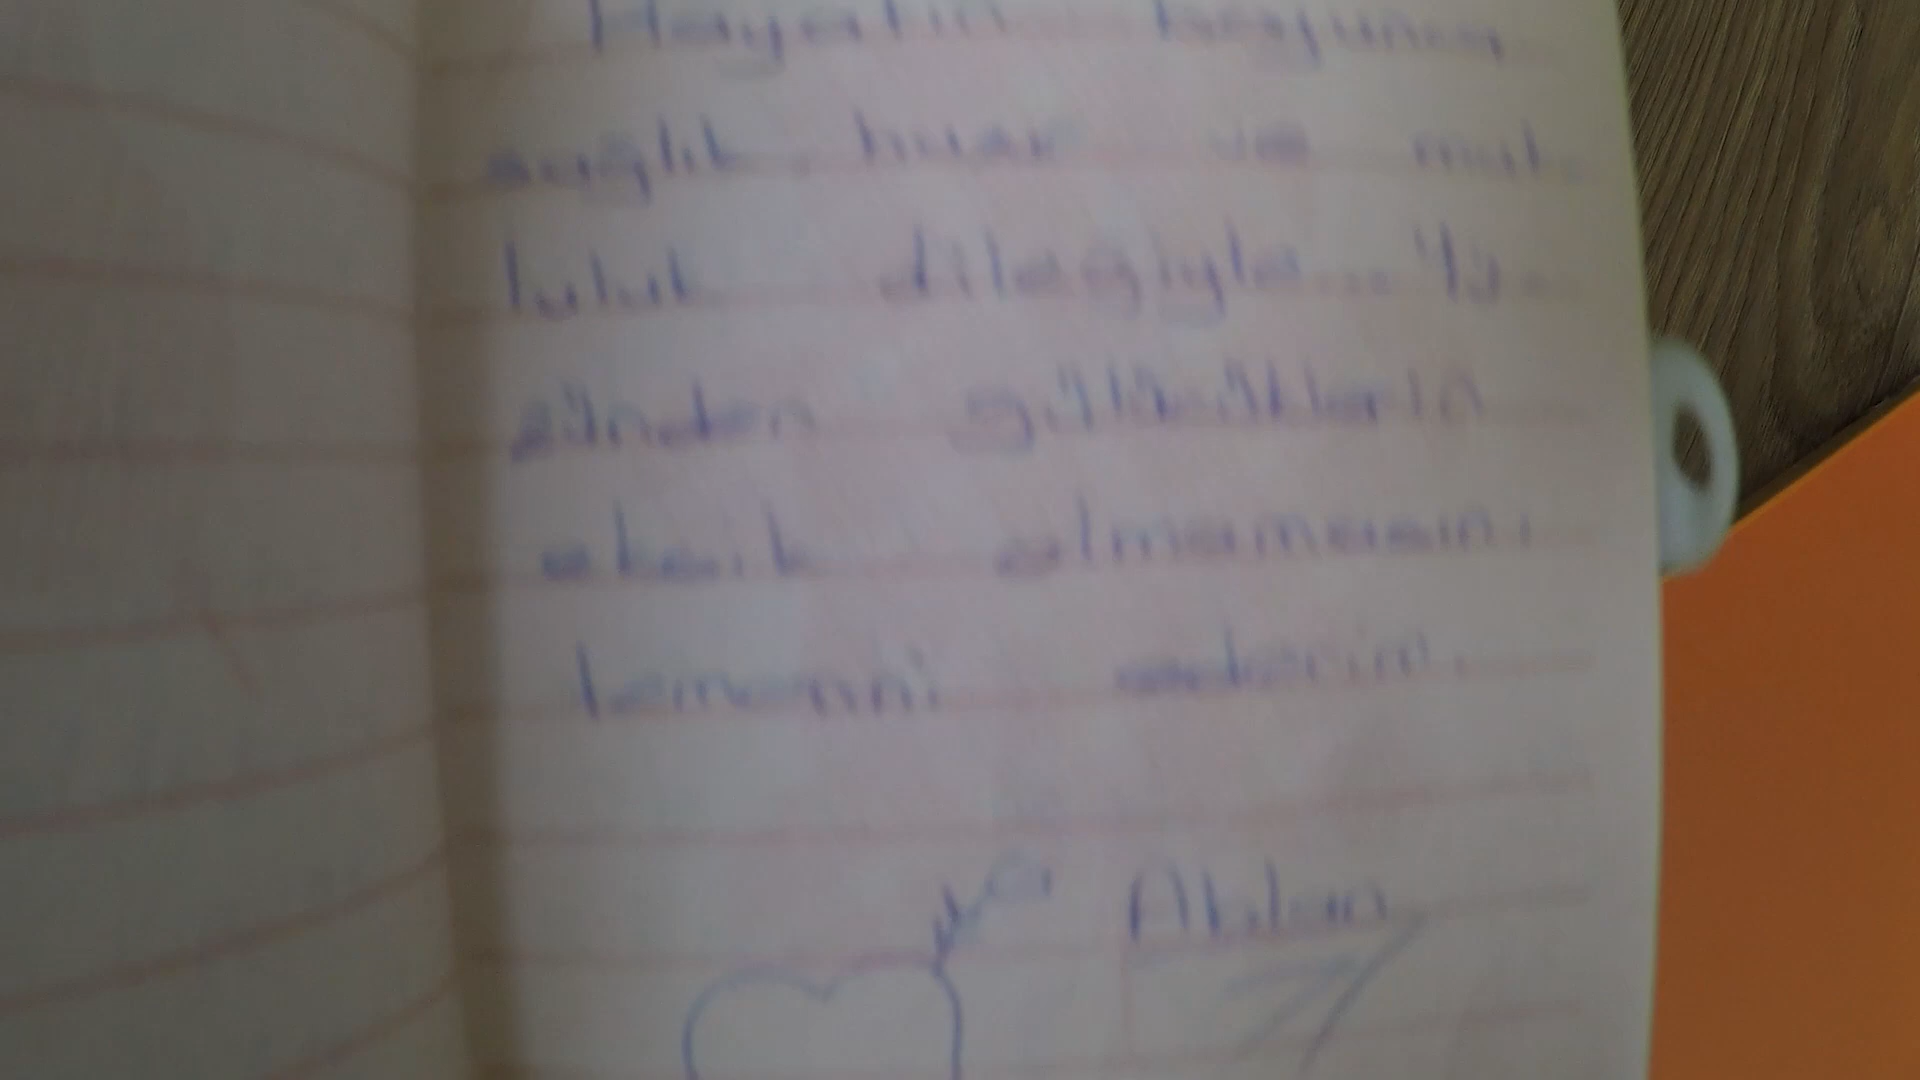 Hayatın boyunca
sağlık, huzur ve mut-
luluk dileğiyle... Yü-
zünden gülücüklerin
eksik olmamasını
temenni ederim.
Ablan